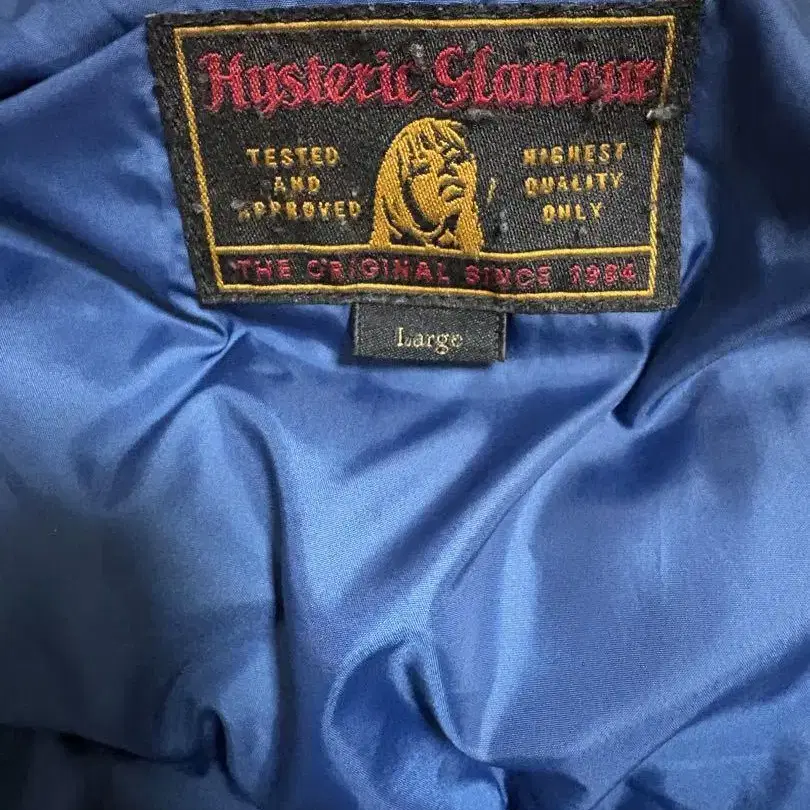 Hysteric Glamour
TESTED
AND
APPROVED
HIGHEST
QUALITY
ONLY
THE ORIGINAL SINCE 1984
Large